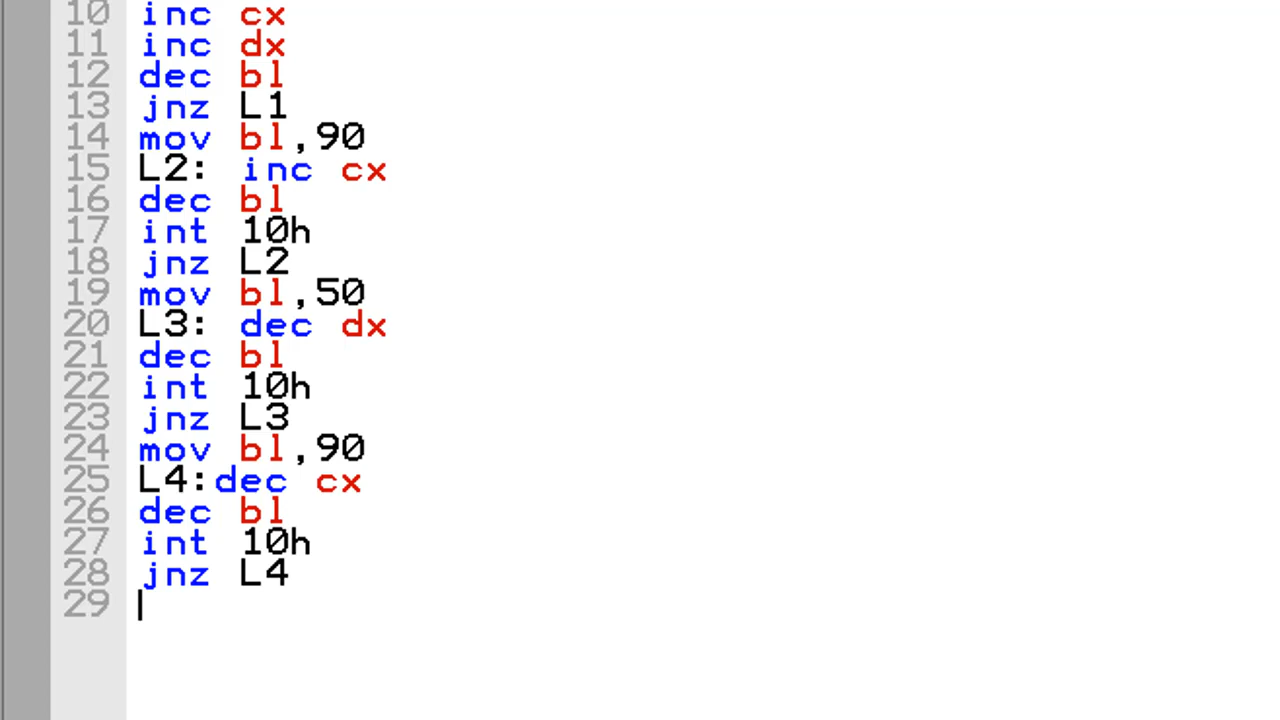 10 inc cx
11 inc dx
12 dec bl
13 jnz L1
14 mov bl,90
15 L2: inc cx
16 dec bl
17 int 10h
18 jnz L2
19 mov bl,50
20 L3: dec dx
21 dec bl
22 int 10h
23 jnz L3
24 mov bl,90
25 L4:dec cx
26 dec bl
27 int 10h
28 jnz L4
29